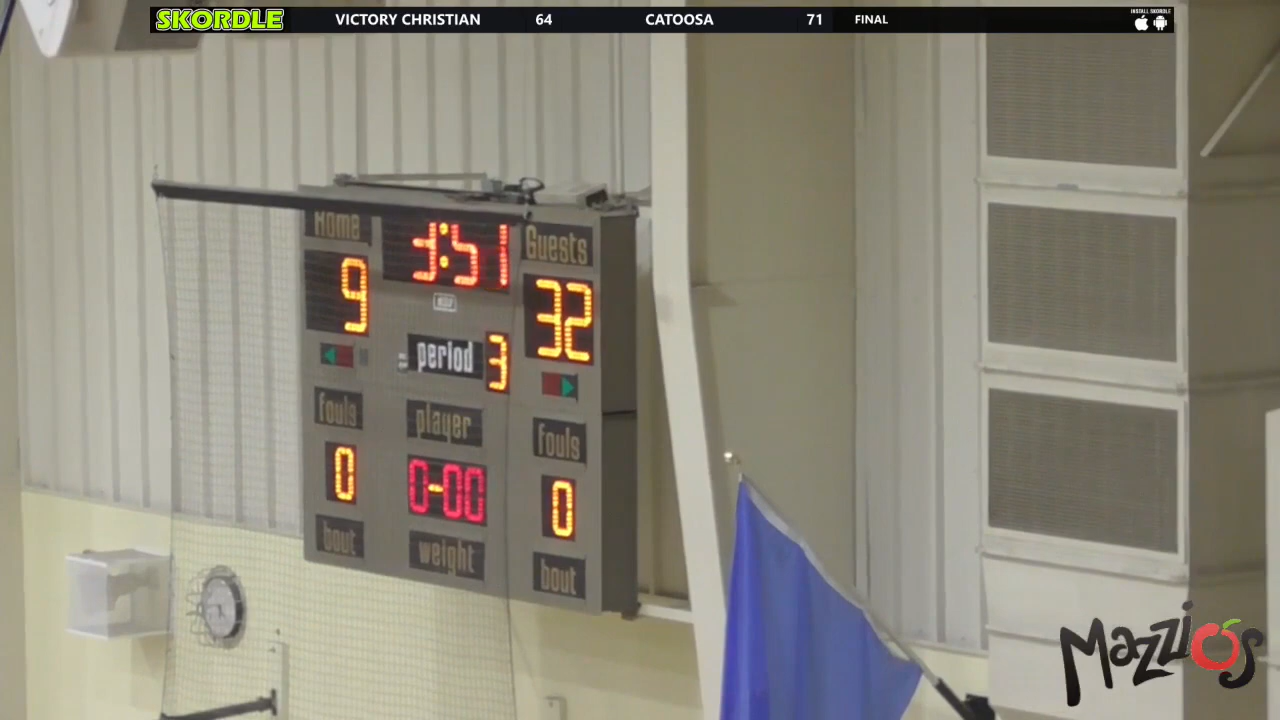 SKORDLE VICTORY CHRISTIAN 64 CATOOSA 71 FINAL
INSTALL SKORDLE
Home 3:51 Guests
9 32
period 3
fouls player fouls
0 0-00 0
bout weight bout
Mazzio's